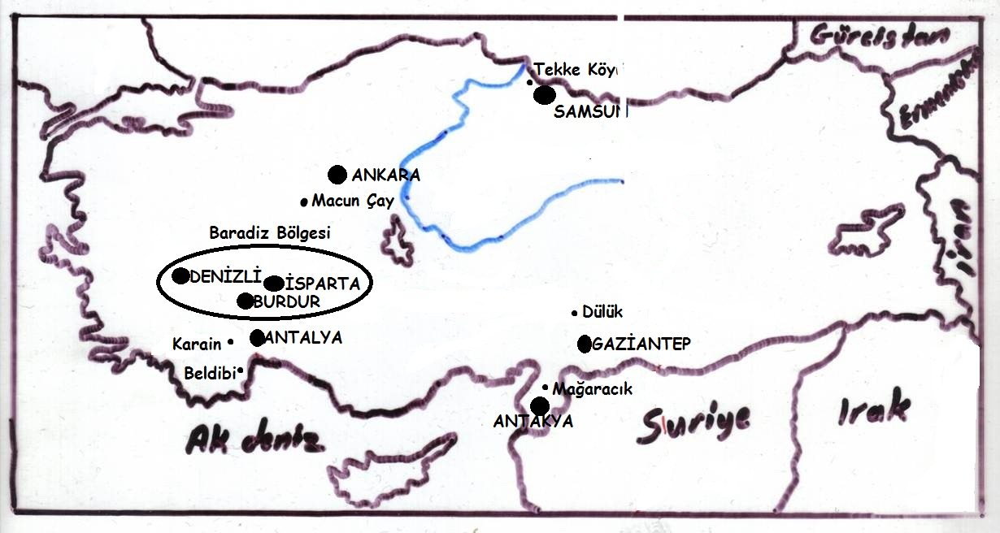 Gürcistan
Tekke Köyü
SAMSUN
Ermenistan
ANKARA
Macun Çay
İran
Baradiz Bölgesi
DENİZLİ
İSPARTA
BURDUR
Dülük
Karain
ANTALYA
GAZİANTEP
Beldibi
Mağaracık
Irak
ANTAKYA
Suriye
Ak deniz